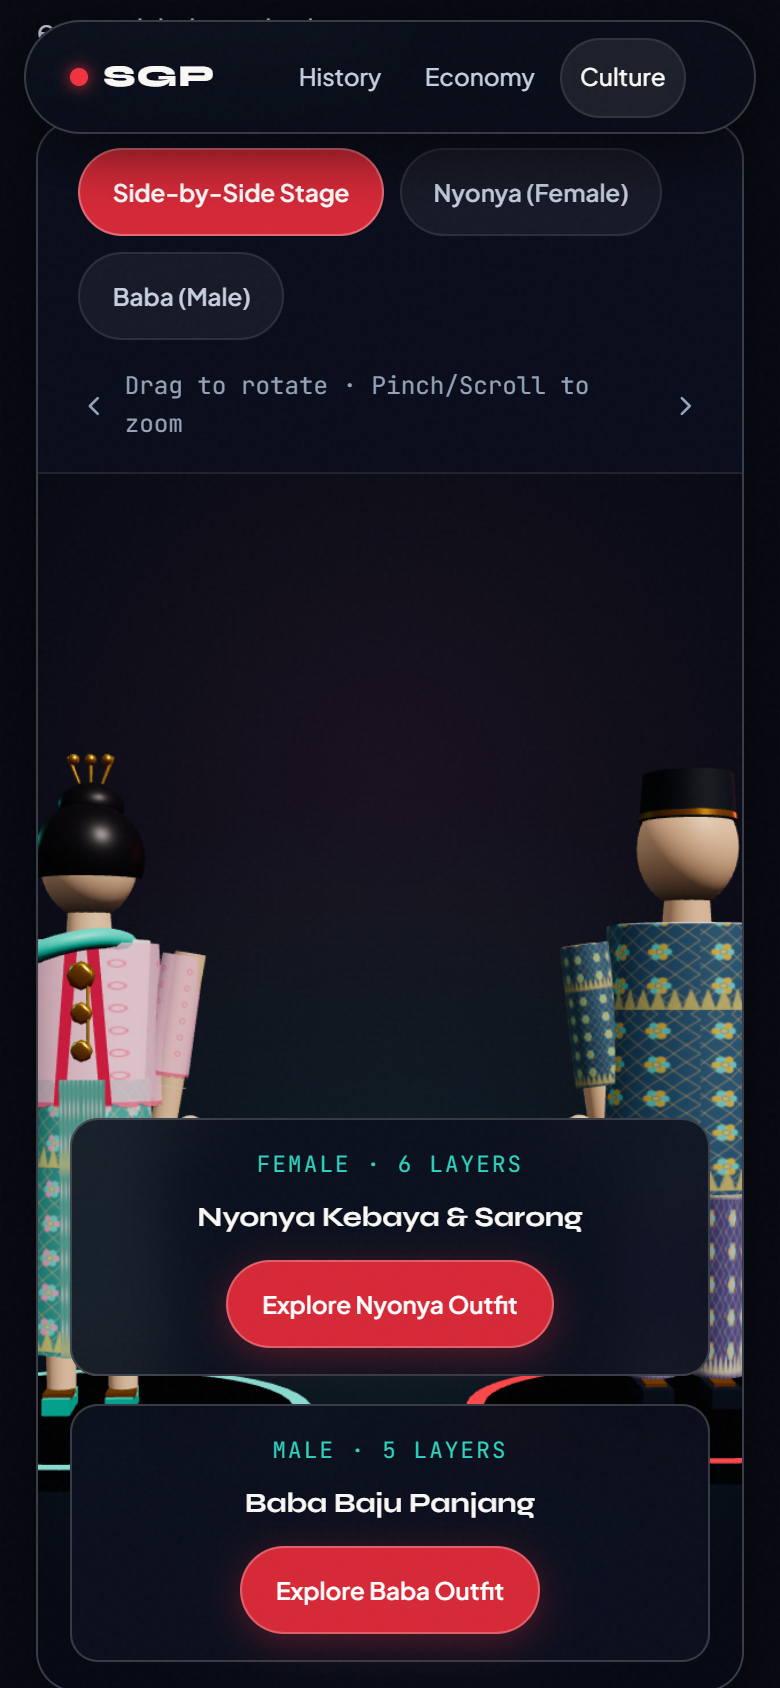 SGP
History
Economy
Culture
Side-by-Side Stage
Nyonya (Female)
Baba (Male)
Drag to rotate · Pinch/Scroll to
zoom
FEMALE · 6 LAYERS
Nyonya Kebaya & Sarong
Explore Nyonya Outfit
MALE · 5 LAYERS
Baba Baju Panjang
Explore Baba Outfit